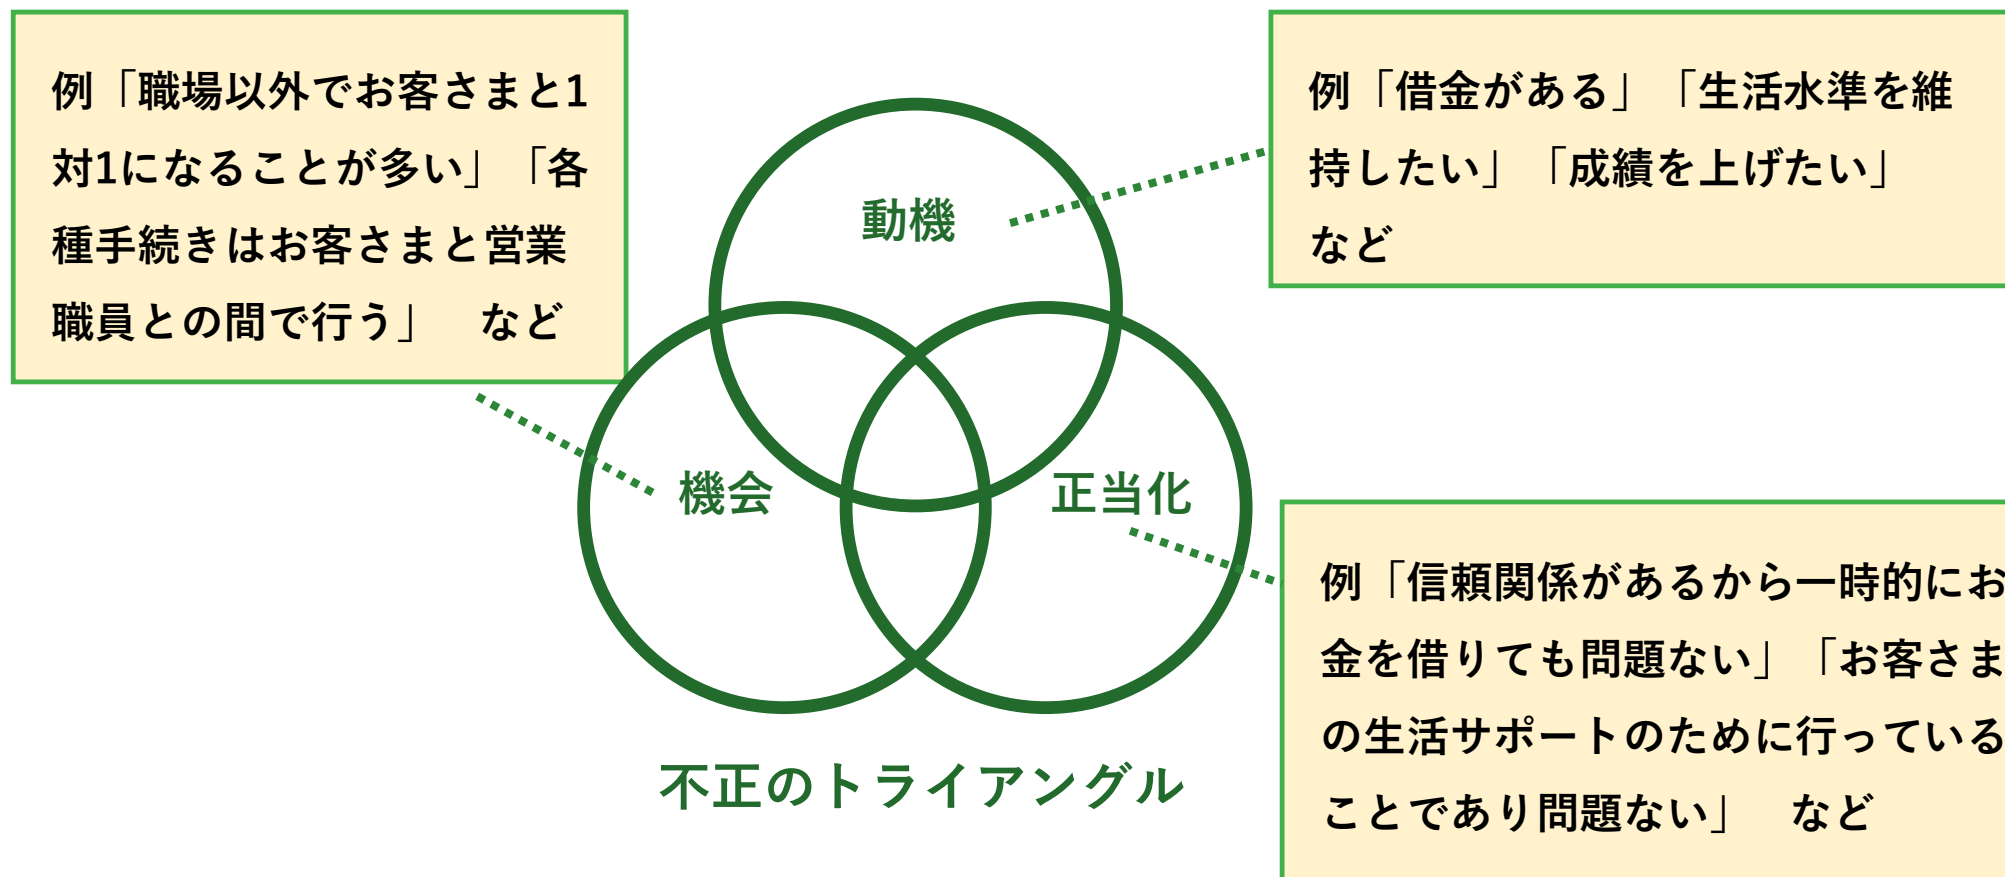 例「職場以外でお客さまと1
対1になることが多い」「各
種手続きはお客さまと営業
職員との間で行う」　など
例「借金がある」「生活水準を維
持したい」「成績を上げたい」
など
動機
機会
正当化
例「信頼関係があるから一時的にお
金を借りても問題ない」「お客さま
の生活サポートのために行っている
ことであり問題ない」　など
不正のトライアングル